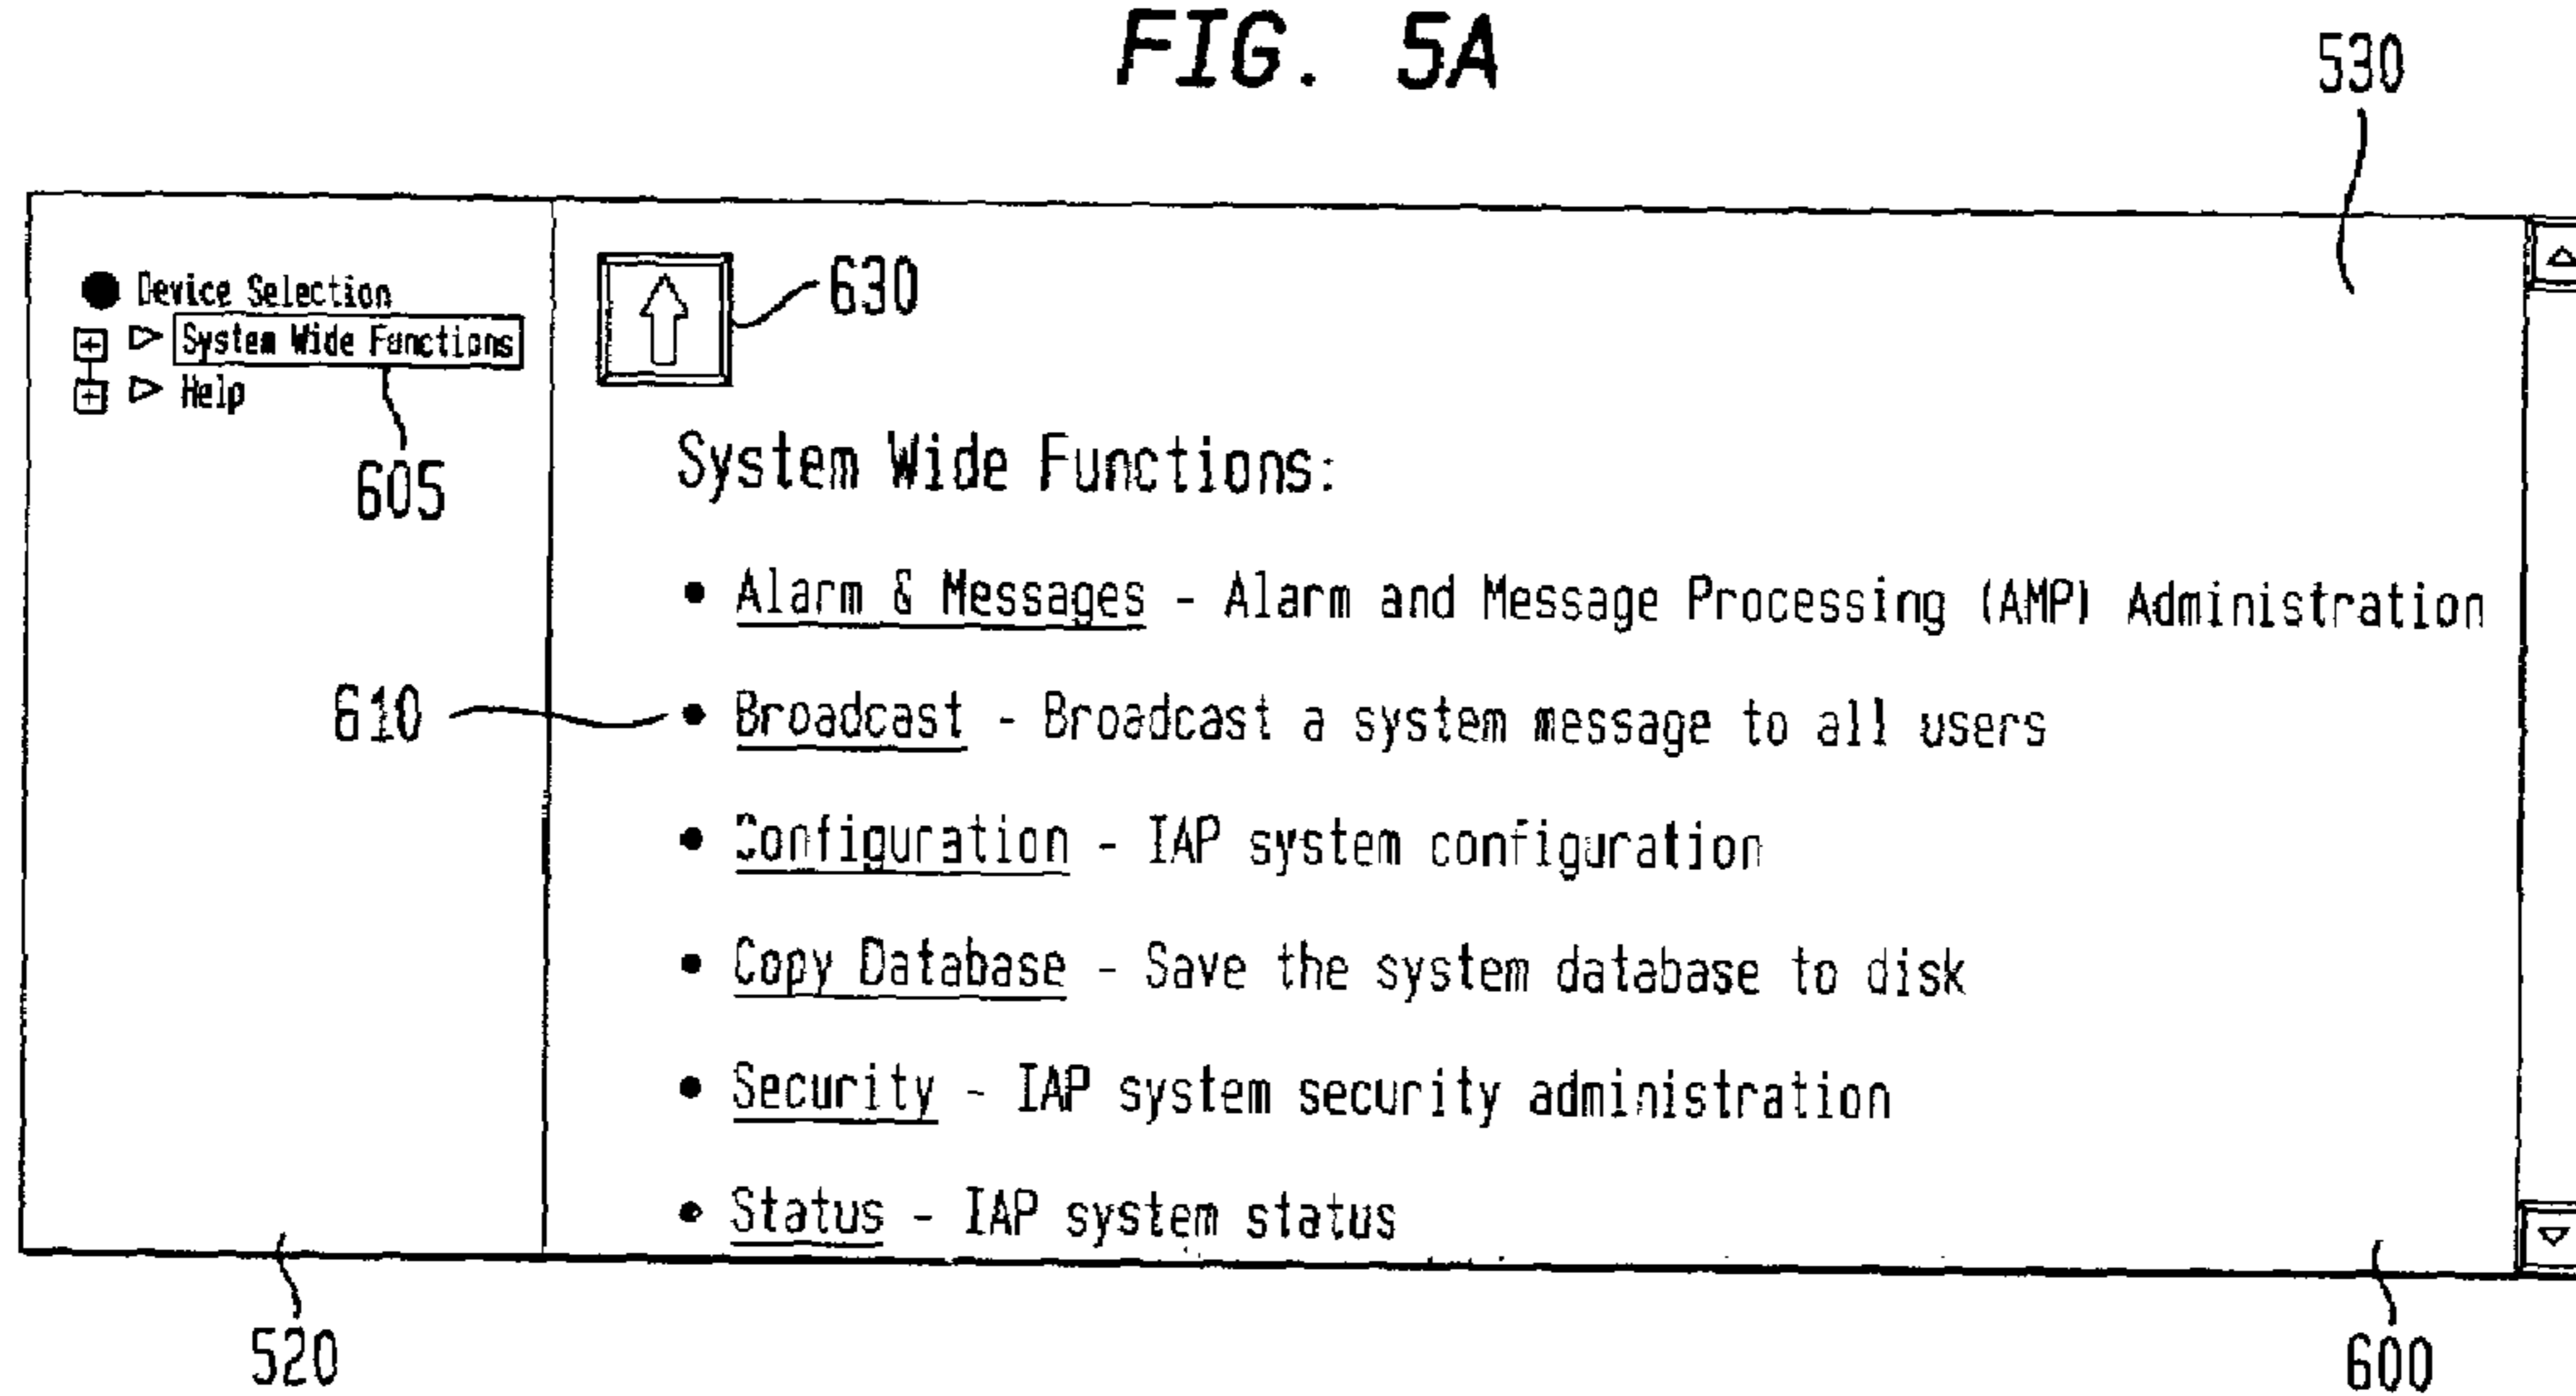 FIG. 5A
530
Device Selection
System Wide Functions
Help
605
630
System Wide Functions:
• Alarm & Messages - Alarm and Message Processing (AMP) Administration
610
• Broadcast - Broadcast a system message to all users
• Configuration - IAP system configuration
• Copy Database - Save the system database to disk
• Security - IAP system security administration
• Status - IAP system status
520
600